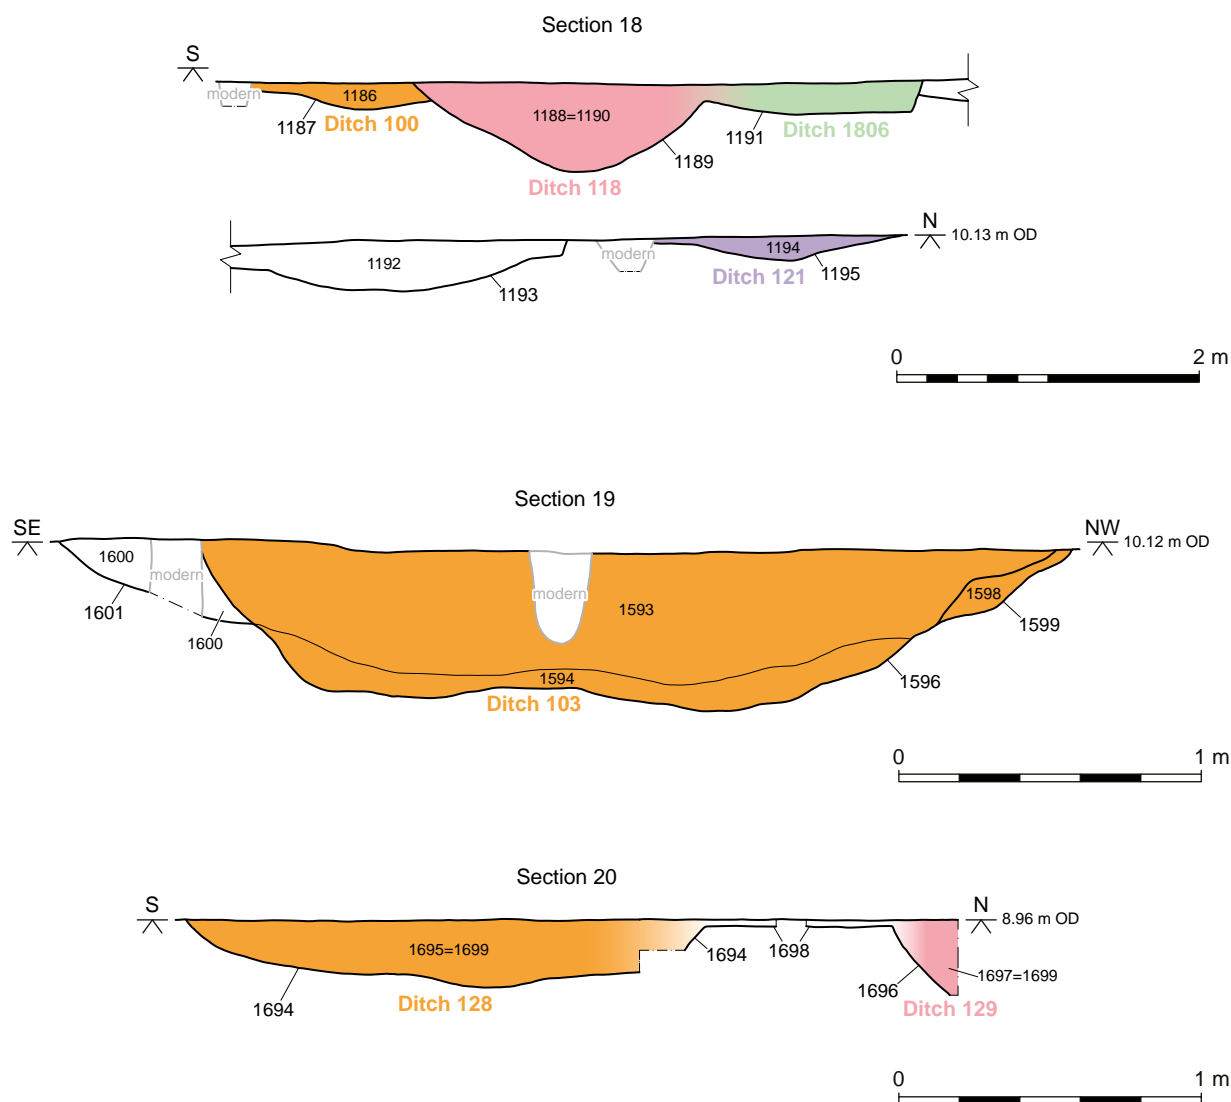 Section 18
S
modern
1186
1187
Ditch 100
1188=1190
1189
Ditch 118
1191
Ditch 1806
N
10.13 m OD
1192
1193
modern
1194
1195
Ditch 121
0 2 m
Section 19
SE
NW
10.12 m OD
1600
modern
1601
1600
modern
1593
1598
1599
1594
1596
Ditch 103
0 1 m
Section 20
S
N
8.96 m OD
1695=1699
1694
1698
1694
1696
1697=1699
Ditch 128
Ditch 129
0 1 m